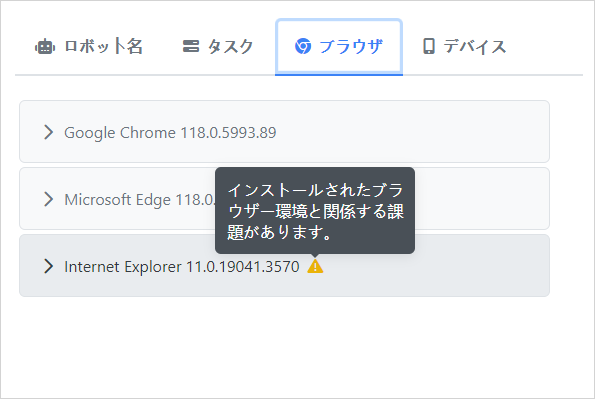 ロボット名 タスク ブラウザ デバイス
Google Chrome 118.0.5993.89
Microsoft Edge 118.0.
インストールされたブラ
ウザー環境と関係する課
題があります。
Internet Explorer 11.0.19041.3570